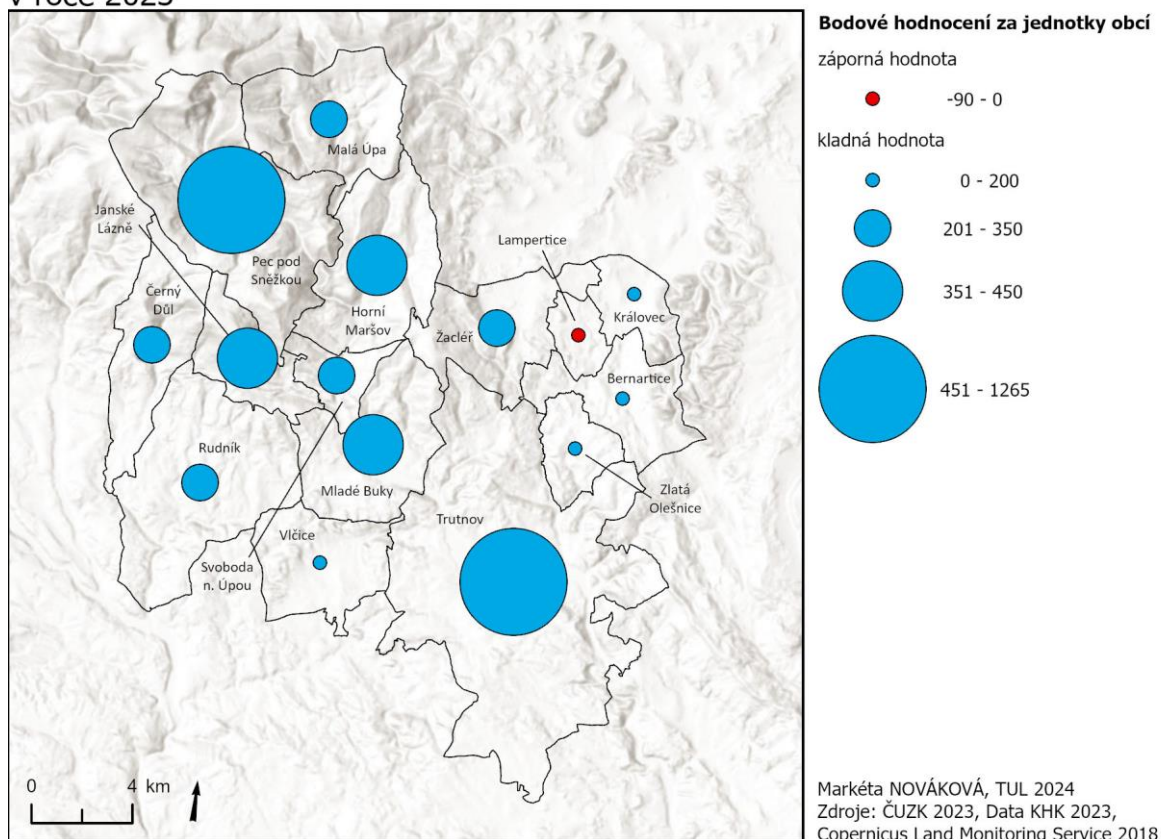 v roce 2023
Bodové hodnocení za jednotky obcí
záporná hodnota
-90 - 0
kladná hodnota
0 - 200
201 - 350
351 - 450
451 - 1265
Malá Úpa
Janské
Lázně
Pec pod
Sněžkou
Lampertice
Černý
Důl
Horní
Maršov
Žacléř
Královec
Bernartice
Rudník
Mladé Buky
Zlatá
Olešnice
Trutnov
Vlčice
Svoboda
n. Úpou
0 4 km
Markéta NOVÁKOVÁ, TUL 2024
Zdroje: ČUZK 2023, Data KHK 2023,
Copernicus Land Monitoring Service 2018